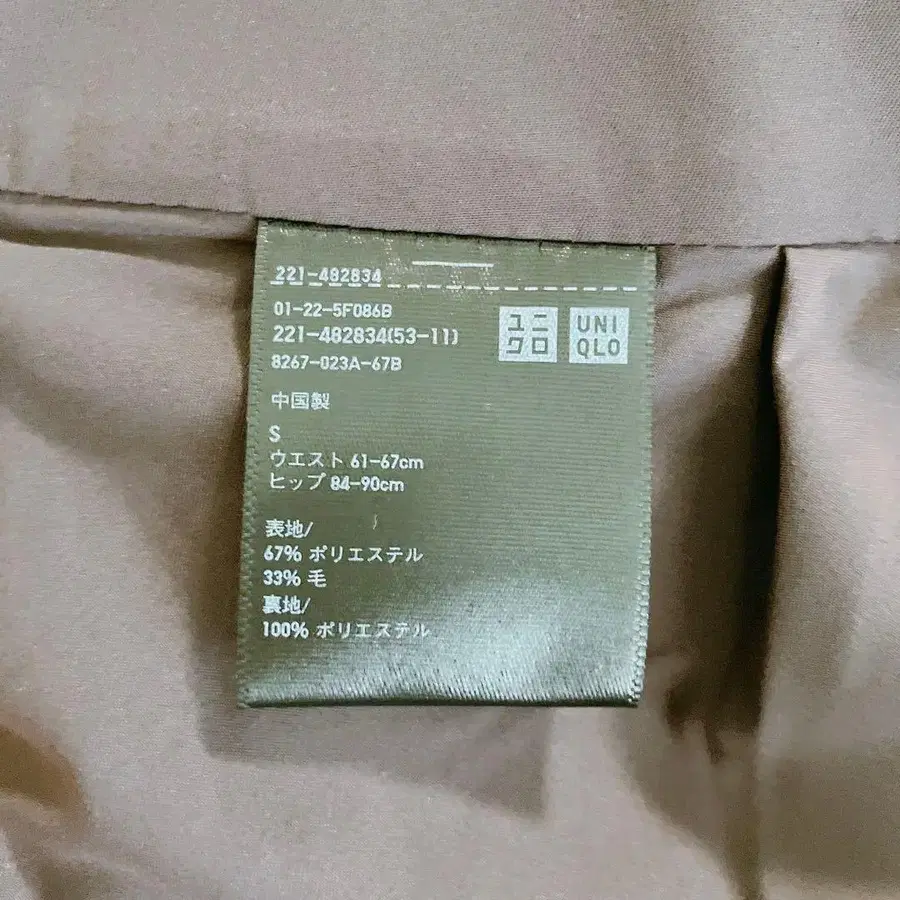 221-482834
01-22-5F086B
221-482834(53-11)
8267-023A-67B
ユニ
クロ
UNI
QLO
中国製
S
ウエスト 61-67cm
ヒップ 84-90cm
表地/
67% ポリエステル
33% 毛
裏地/
100% ポリエステル